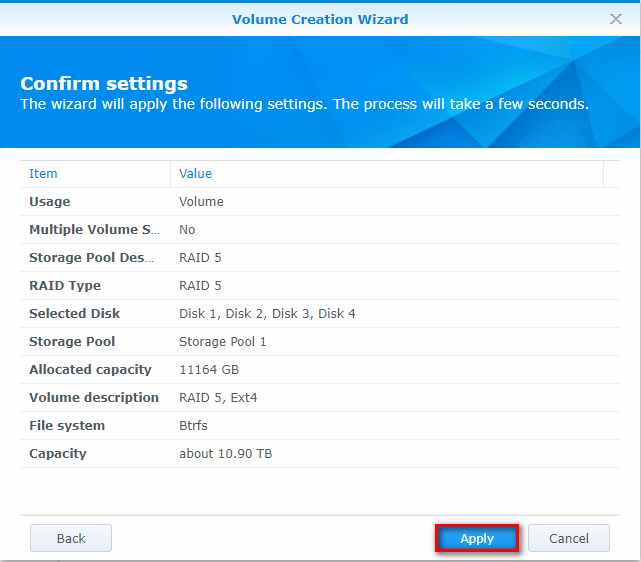 Volume Creation Wizard
Confirm settings
The wizard will apply the following settings. The process will take a few seconds.
Item Value
Usage Volume
Multiple Volume S... No
Storage Pool Des... RAID 5
RAID Type RAID 5
Selected Disk Disk 1, Disk 2, Disk 3, Disk 4
Storage Pool Storage Pool 1
Allocated capacity 11164 GB
Volume description RAID 5, Ext4
File system Btrfs
Capacity about 10.90 TB
Back Apply Cancel